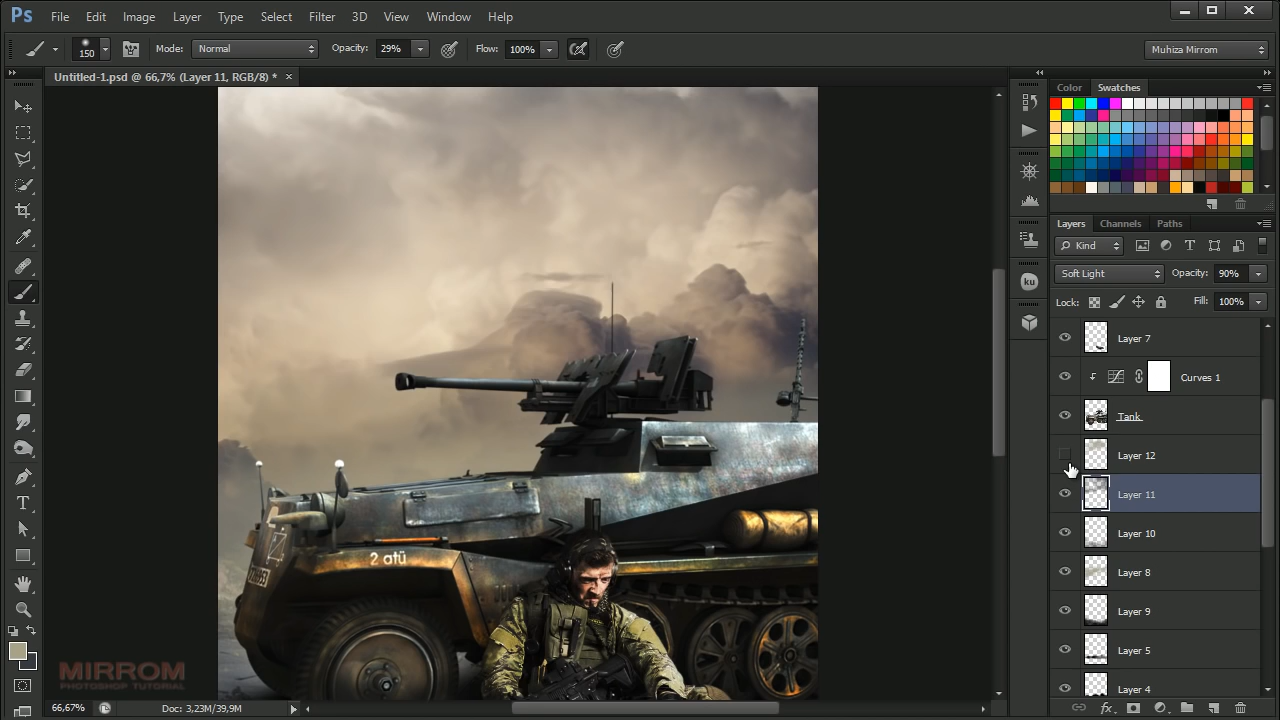 Ps File Edit Image Layer Type Select Filter 3D View Window Help
150 Mode: Normal Opacity: 29% Flow: 100% Muhiza Mirrom
Untitled-1.psd @ 66,7% (Layer 11, RGB/8) * ×
Color Swatches
Layers Channels Paths
Kind
Soft Light Opacity: 90%
Lock: Fill: 100%
Layer 7
Curves 1
Tank
Layer 12
Layer 11
Layer 10
Layer 8
Layer 9
Layer 5
Layer 4
ku
2 atü
MIRROM
PHOTOSHOP TUTORIAL
66,67% Doc: 3,23M/39,9M